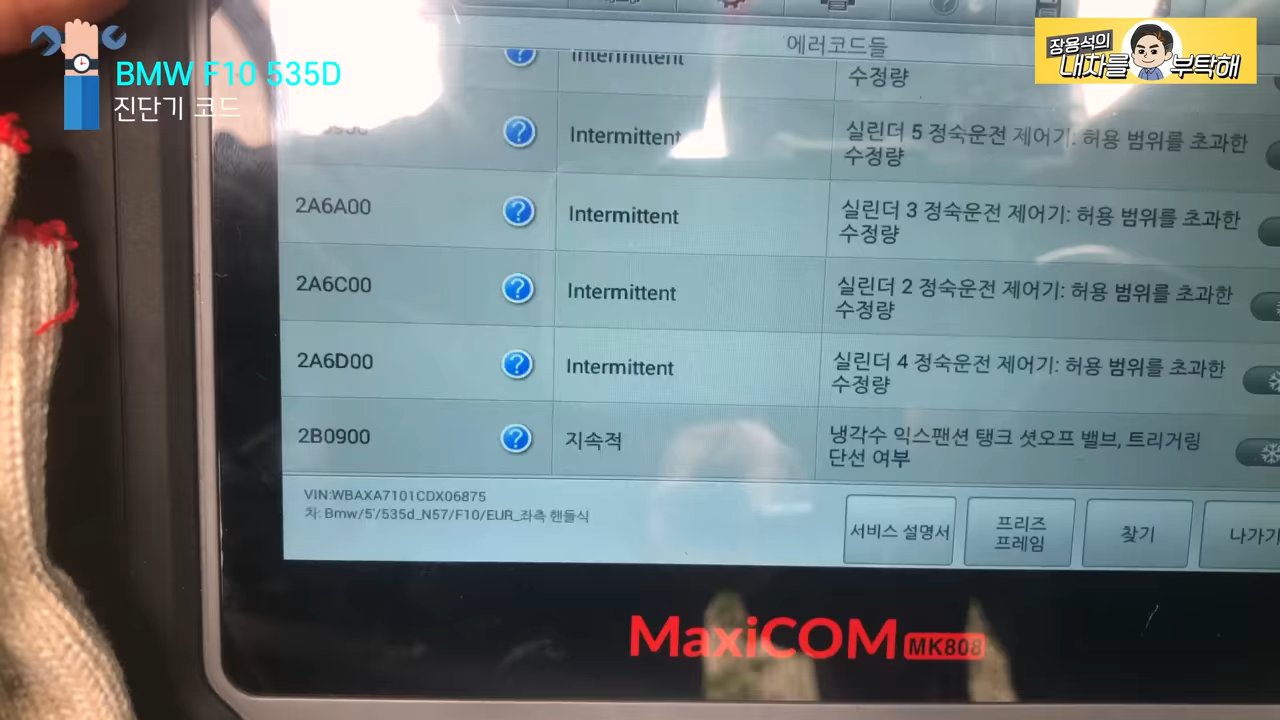 BMW F10 535D
진단기 코드
장용석의
내차를 부탁해
에러코드들
Intermittent
수정량
Intermittent
실린더 5 정숙운전 제어기: 허용 범위를 초과한
수정량
2A6A00
Intermittent
실린더 3 정숙운전 제어기: 허용 범위를 초과한
수정량
2A6C00
Intermittent
실린더 2 정숙운전 제어기: 허용 범위를 초과한
수정량
2A6D00
Intermittent
실린더 4 정숙운전 제어기: 허용 범위를 초과한
수정량
2B0900
지속적
냉각수 익스팬션 탱크 셧오프 밸브, 트리거링
단선 여부
VIN:WBAXA7101CDX06875
차: Bmw/5'/535d_N57/F10/EUR_좌측 핸들식
서비스 설명서
프리즈
프레임
찾기
나가기
MaxiCOM MK808